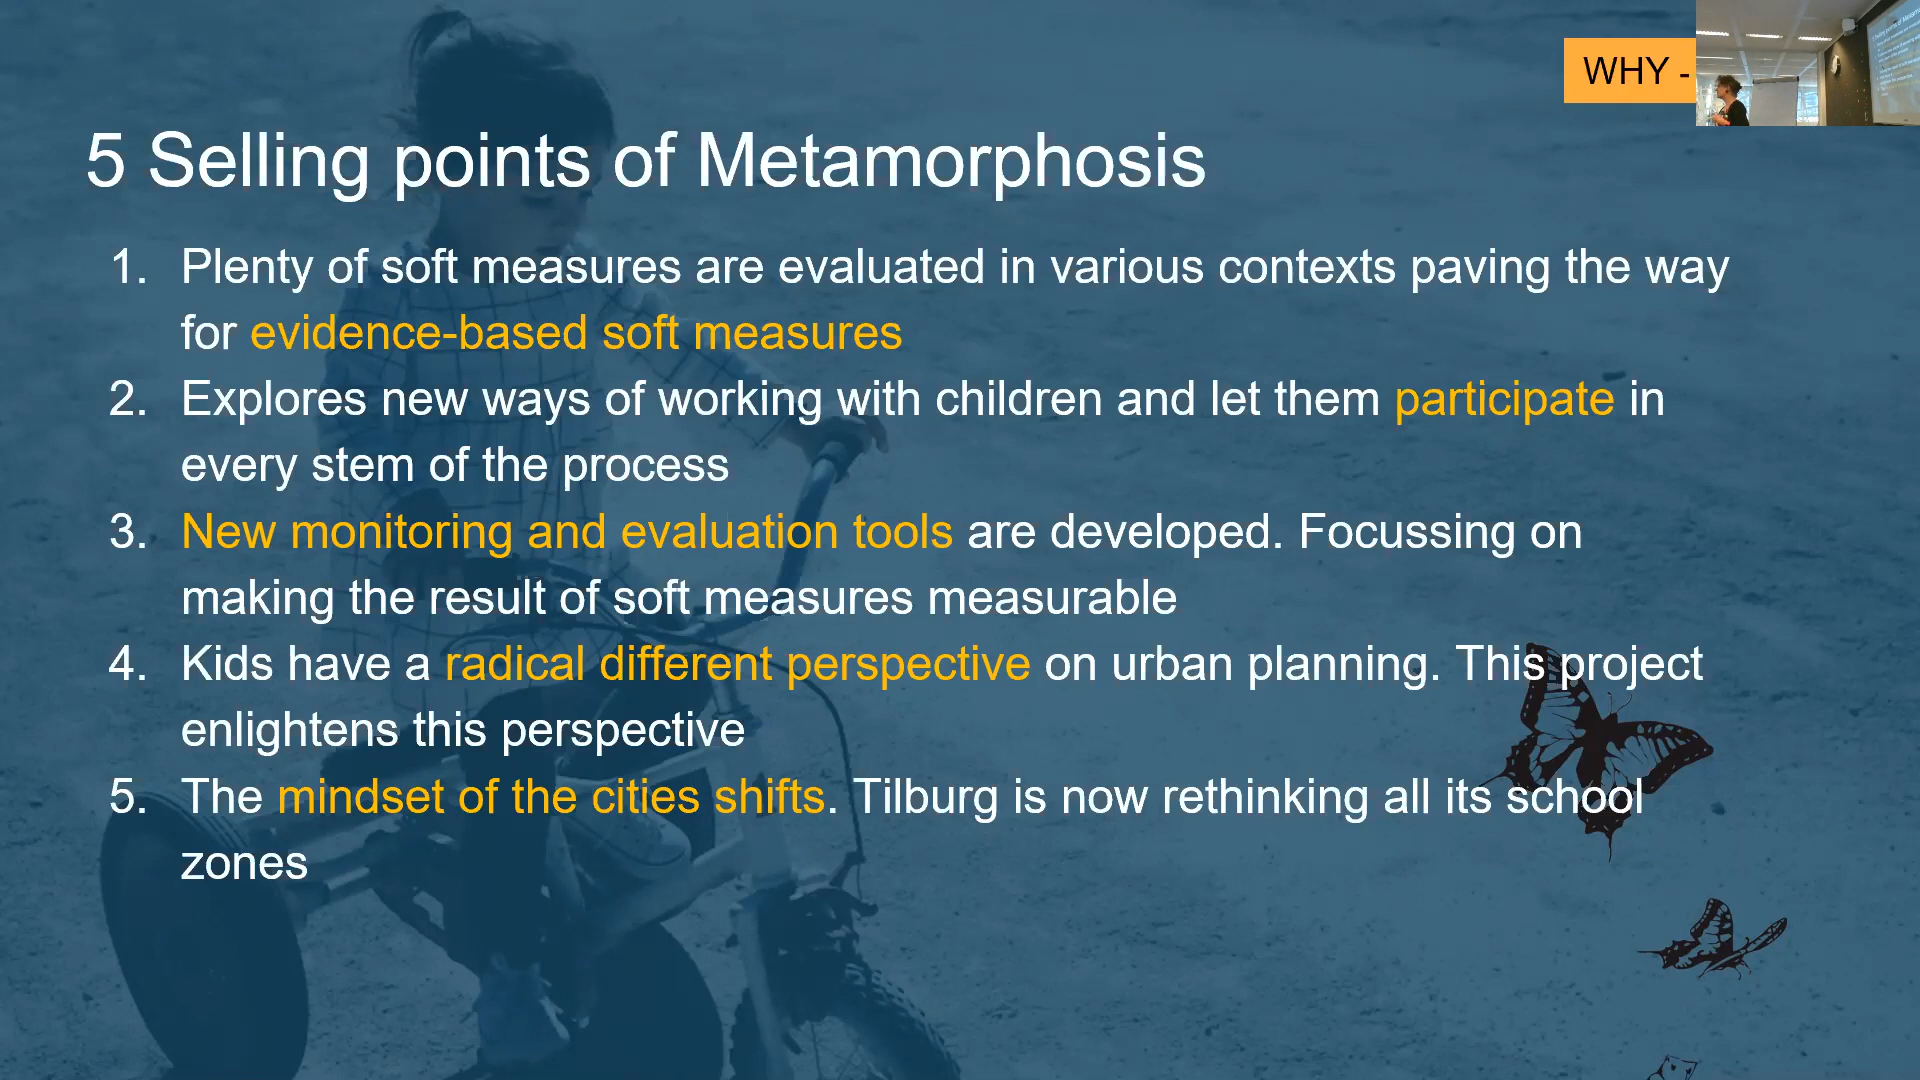 WHY -
5 Selling points of Metamorphosis
1. Plenty of soft measures are evaluated in various contexts paving the way
for evidence-based soft measures
2. Explores new ways of working with children and let them participate in
every stem of the process
3. New monitoring and evaluation tools are developed. Focussing on
making the result of soft measures measurable
4. Kids have a radical different perspective on urban planning. This project
enlightens this perspective
5. The mindset of the cities shifts. Tilburg is now rethinking all its school
zones